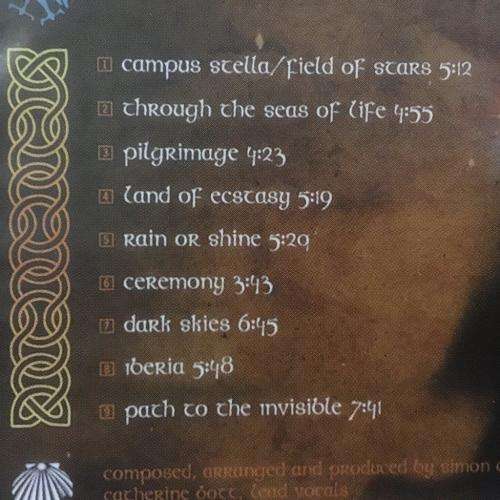 1 campus stella/field of stars 5:12
2 through the seas of life 4:55
3 pilgrimage 4:23
4 land of ecstasy 5:19
5 rain or shine 5:29
6 ceremony 3:43
7 dark skies 6:45
8 iberia 5:48
9 path to the invisible 7:41
composed, arranged and produced by simon
catherine bott, lead vocals